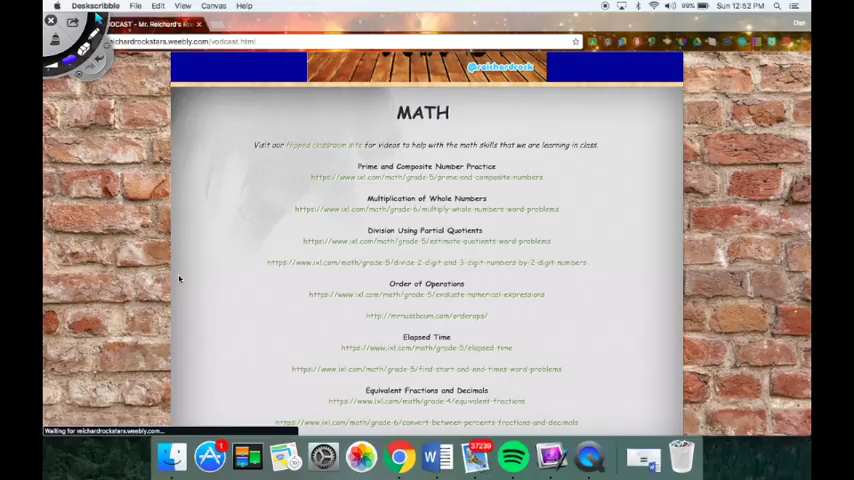 Deskscribble File Edit View Canvas Help 99% Sun 12:52 PM
VODCAST - Mr. Reichard's Ro Dan
eichardrockstars.weebly.com/vodcast.html
@reichardrock
MATH
Visit our flipped classroom site for videos to help with the math skills that we are learning in class.
Prime and Composite Number Practice
https://www.ixl.com/math/grade-5/prime-and-composite-numbers
Multiplication of Whole Numbers
https://www.ixl.com/math/grade-6/multiply-whole-numbers-word-problems
Division Using Partial Quotients
https://www.ixl.com/math/grade-5/estimate-quotients-word-problems
https://www.ixl.com/math/grade-5/divide-2-digit-and-3-digit-numbers-by-2-digit-numbers
Order of Operations
https://www.ixl.com/math/grade-5/evaluate-numerical-expressions
http://mrnussbaum.com/orderops/
Elapsed Time
https://www.ixl.com/math/grade-5/elapsed-time
https://www.ixl.com/math/grade-5/find-start-and-end-times-word-problems
Equivalent Fractions and Decimals
https://www.ixl.com/math/grade-4/equivalent-fractions
https://www.ixl.com/math/grade-6/convert-between-percents-fractions-and-decimals
Waiting for reichardrockstars.weebly.com...
1
37239